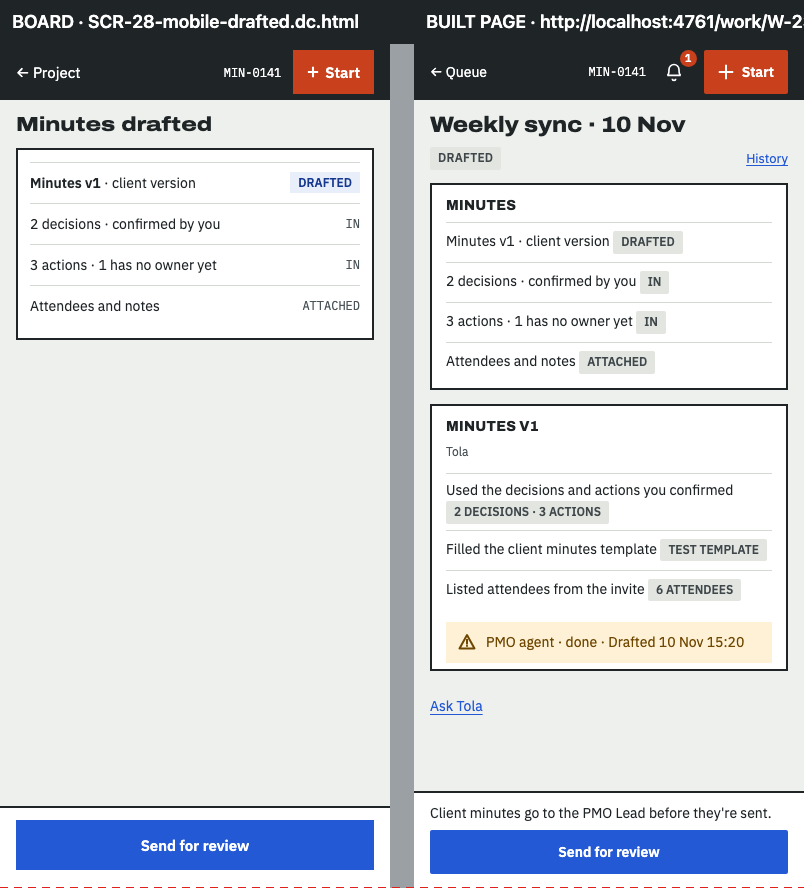 BOARD · SCR-28-mobile-drafted.dc.html
← Project
MIN-0141
+ Start
Minutes drafted
Minutes v1 · client version
DRAFTED
2 decisions · confirmed by you
IN
3 actions · 1 has no owner yet
IN
Attendees and notes
ATTACHED
Send for review
BUILT PAGE · http://localhost:4761/work/W-2
← Queue
MIN-0141
1
+ Start
Weekly sync · 10 Nov
DRAFTED
History
MINUTES
Minutes v1 · client version DRAFTED
2 decisions · confirmed by you IN
3 actions · 1 has no owner yet IN
Attendees and notes ATTACHED
MINUTES V1
Tola
Used the decisions and actions you confirmed
2 DECISIONS · 3 ACTIONS
Filled the client minutes template TEST TEMPLATE
Listed attendees from the invite 6 ATTENDEES
PMO agent · done · Drafted 10 Nov 15:20
Ask Tola
Client minutes go to the PMO Lead before they're sent.
Send for review